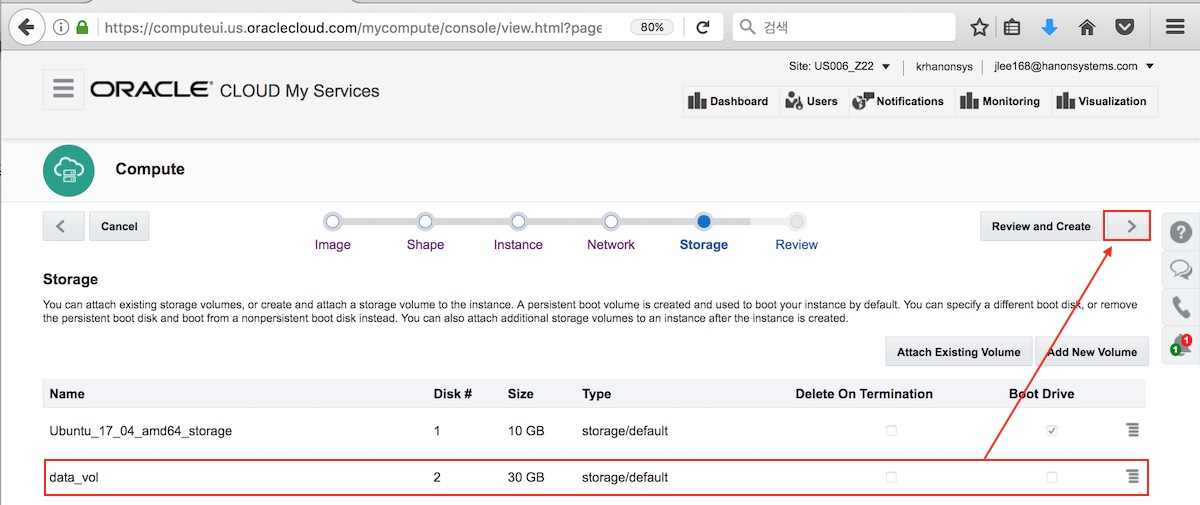 https://computeui.us.oraclecloud.com/mycompute/console/view.html?page
80%
검색
Site: US006_Z22
krhanonsys
jlee168@hanonsystems.com
ORACLE CLOUD My Services
Dashboard
Users
Notifications
Monitoring
Visualization
Compute
Cancel
Image
Shape
Instance
Network
Storage
Review
Review and Create
Storage
You can attach existing storage volumes, or create and attach a storage volume to the instance. A persistent boot volume is created and used to boot your instance by default. You can specify a different boot disk, or remove
the persistent boot disk and boot from a nonpersistent boot disk instead. You can also attach additional storage volumes to an instance after the instance is created.
Attach Existing Volume
Add New Volume
1
1
Name Disk # Size Type Delete On Termination Boot Drive
Ubuntu_17_04_amd64_storage 1 10 GB storage/default
data_vol 2 30 GB storage/default